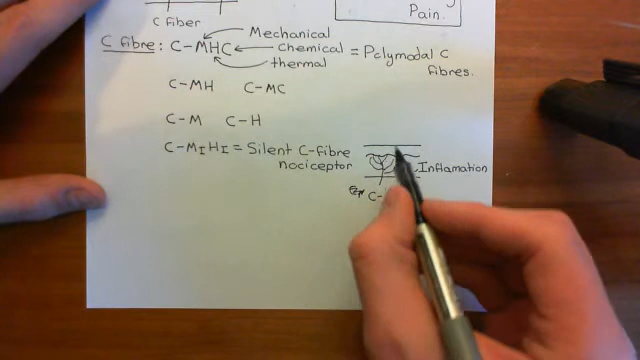 C fiber
Pain.
Mechanical
C fibre: C-MHC Chemical = Polymodal C
thermal fibres.
C-MH C-MC
C-M C-H
C-MIHI = Silent C-fibre
nociceptor Inflamation
C-